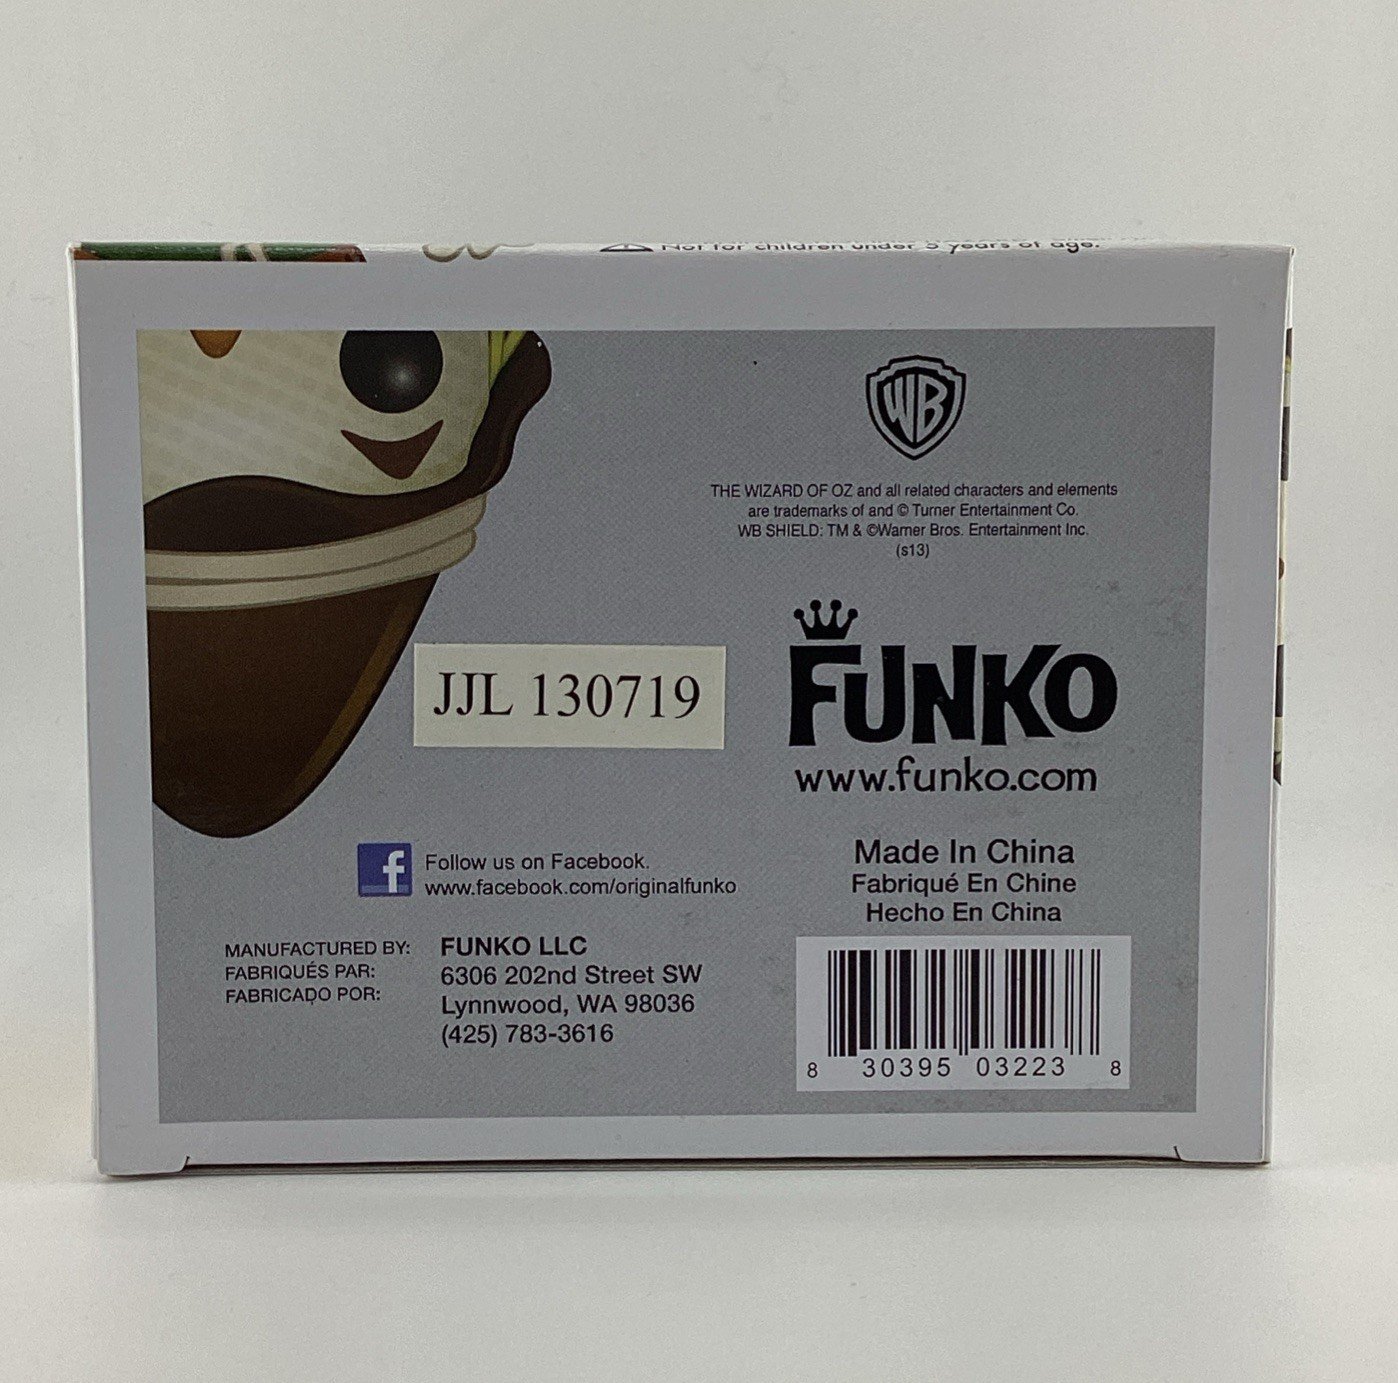 Not for children under 3 years of age.
WB
THE WIZARD OF OZ and all related characters and elements
are trademarks of and © Turner Entertainment Co.
WB SHIELD: TM & ©Warner Bros. Entertainment Inc.
(s13)
FUNKO
www.funko.com
JJL 130719
f
Follow us on Facebook.
www.facebook.com/originalfunko
Made In China
Fabriqué En Chine
Hecho En China
MANUFACTURED BY:
FABRIQUÉS PAR:
FABRICADO POR:
FUNKO LLC
6306 202nd Street SW
Lynnwood, WA 98036
(425) 783-3616
8 30395 03223 8